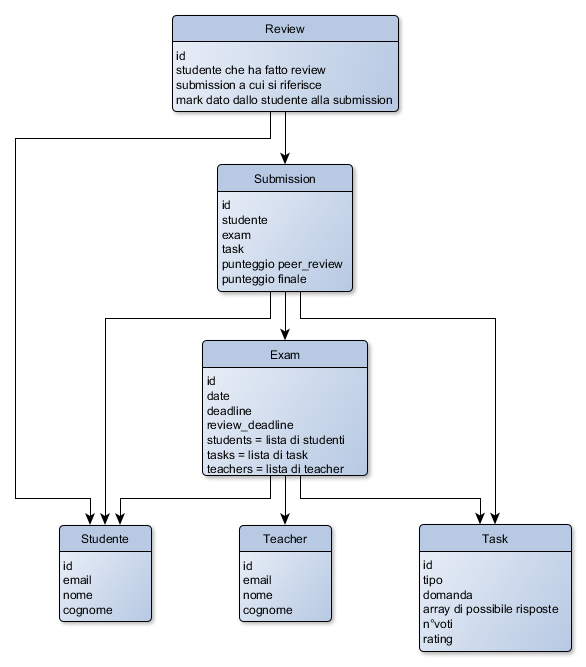 Review
id
studente che ha fatto review
submission a cui si riferisce
mark dato dallo studente alla submission
Submission
id
studente
exam
task
punteggio peer_review
punteggio finale
Exam
id
date
deadline
review_deadline
students = lista di studenti
tasks = lista di task
teachers = lista di teacher
Studente
id
email
nome
cognome
Teacher
id
email
nome
cognome
Task
id
tipo
domanda
array di possibile risposte
n°voti
rating